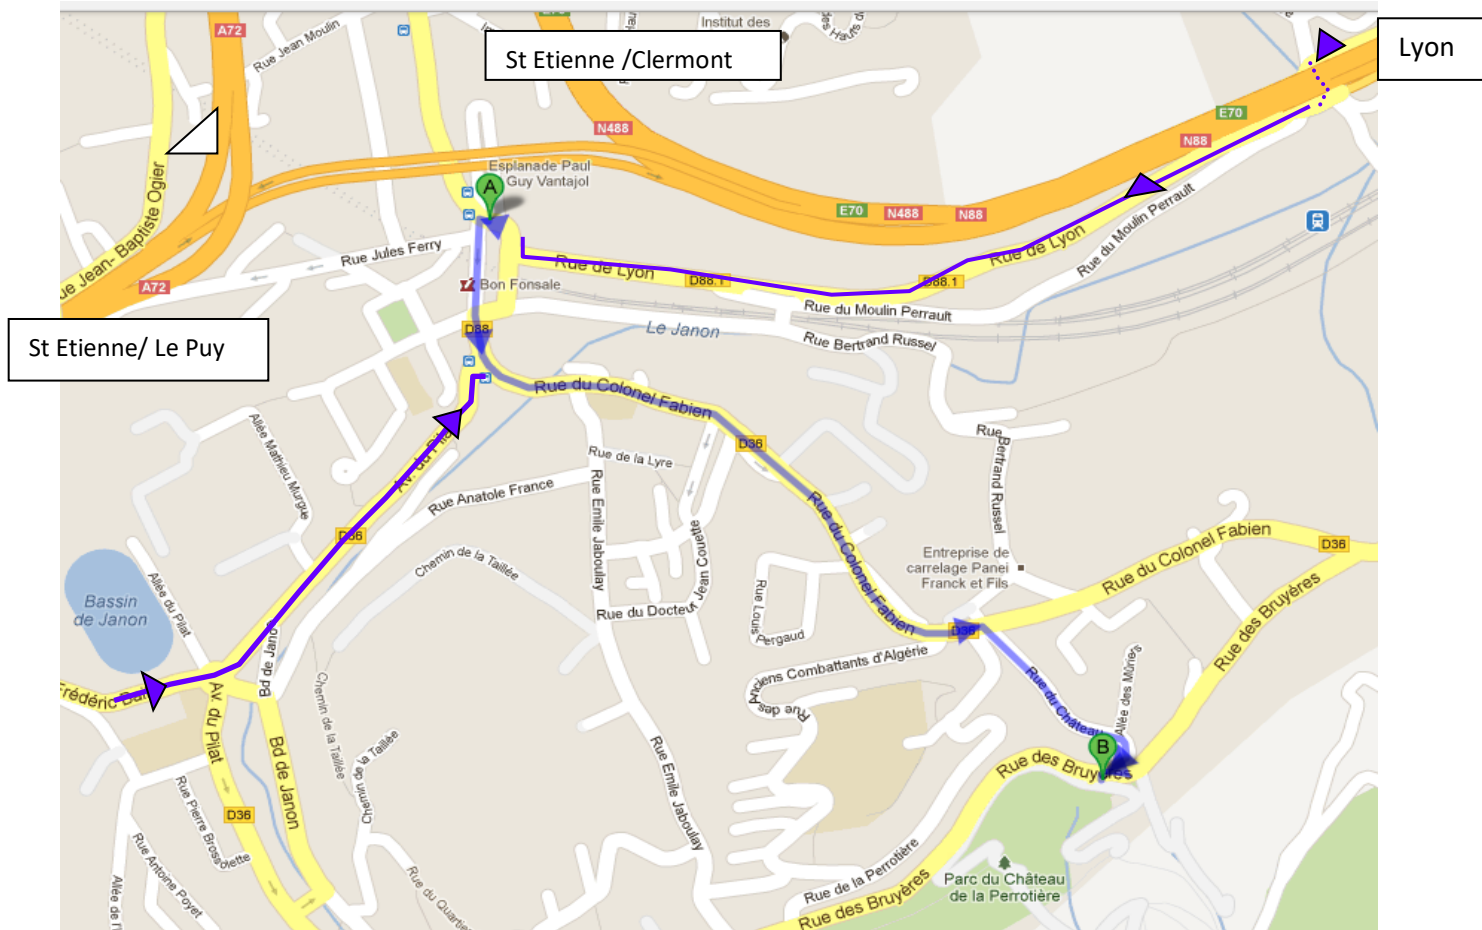 A72
Rue Jean Moulin
Institut des
St Etienne /Clermont
Lyon
N488
E70
N88
Rue Jean- Baptiste Ogier
Esplanade Paul
Guy Vantajol
A
E70
N488
N88
Rue Jules Ferry
Rue de Lyon
Rue du Moulin Perrault
A72
Bon Fonsale
Rue de Lyon
D88.1
D88.1
Rue du Moulin Perrault
D88
Le Janon
Rue Bertrand Russel
St Etienne/ Le Puy
Rue du Colonel Fabien
Allée Mathieu Murgue
Av. du Pilat
D36
Rue de la Lyre
Rue Bertrand Russel
Rue Anatole France
Rue Emile Jaboulay
Rue du Colonel Fabien
D36
Chemin de la Taillée
Jean Couette
Rue du Colonel Fabien
D36
Entreprise de
carrelage Panei
Franck et Fils
Allée du Pilat
Bassin
de Janon
Rue Louis
Pergaud
Rue du Docteur
Rue des Bruyères
D36
Bd de Janon
Rue des Anciens Combattants d'Algérie
Frédéric
Av. du Pilat
Chemin de la Taillée
Rue du Château
Allée des Mûriers
Bd de Janon
Chemin de la Taillée
Rue Emile Jaboulay
B
Rue des Bruyères
Rue Pierre Brossolette
D36
Rue Antoine Poyet
Rue de la Perrotière
Parc du Château
de la Perrotière
Allée de l'
Rue du Quartier
Rue des Bruyères